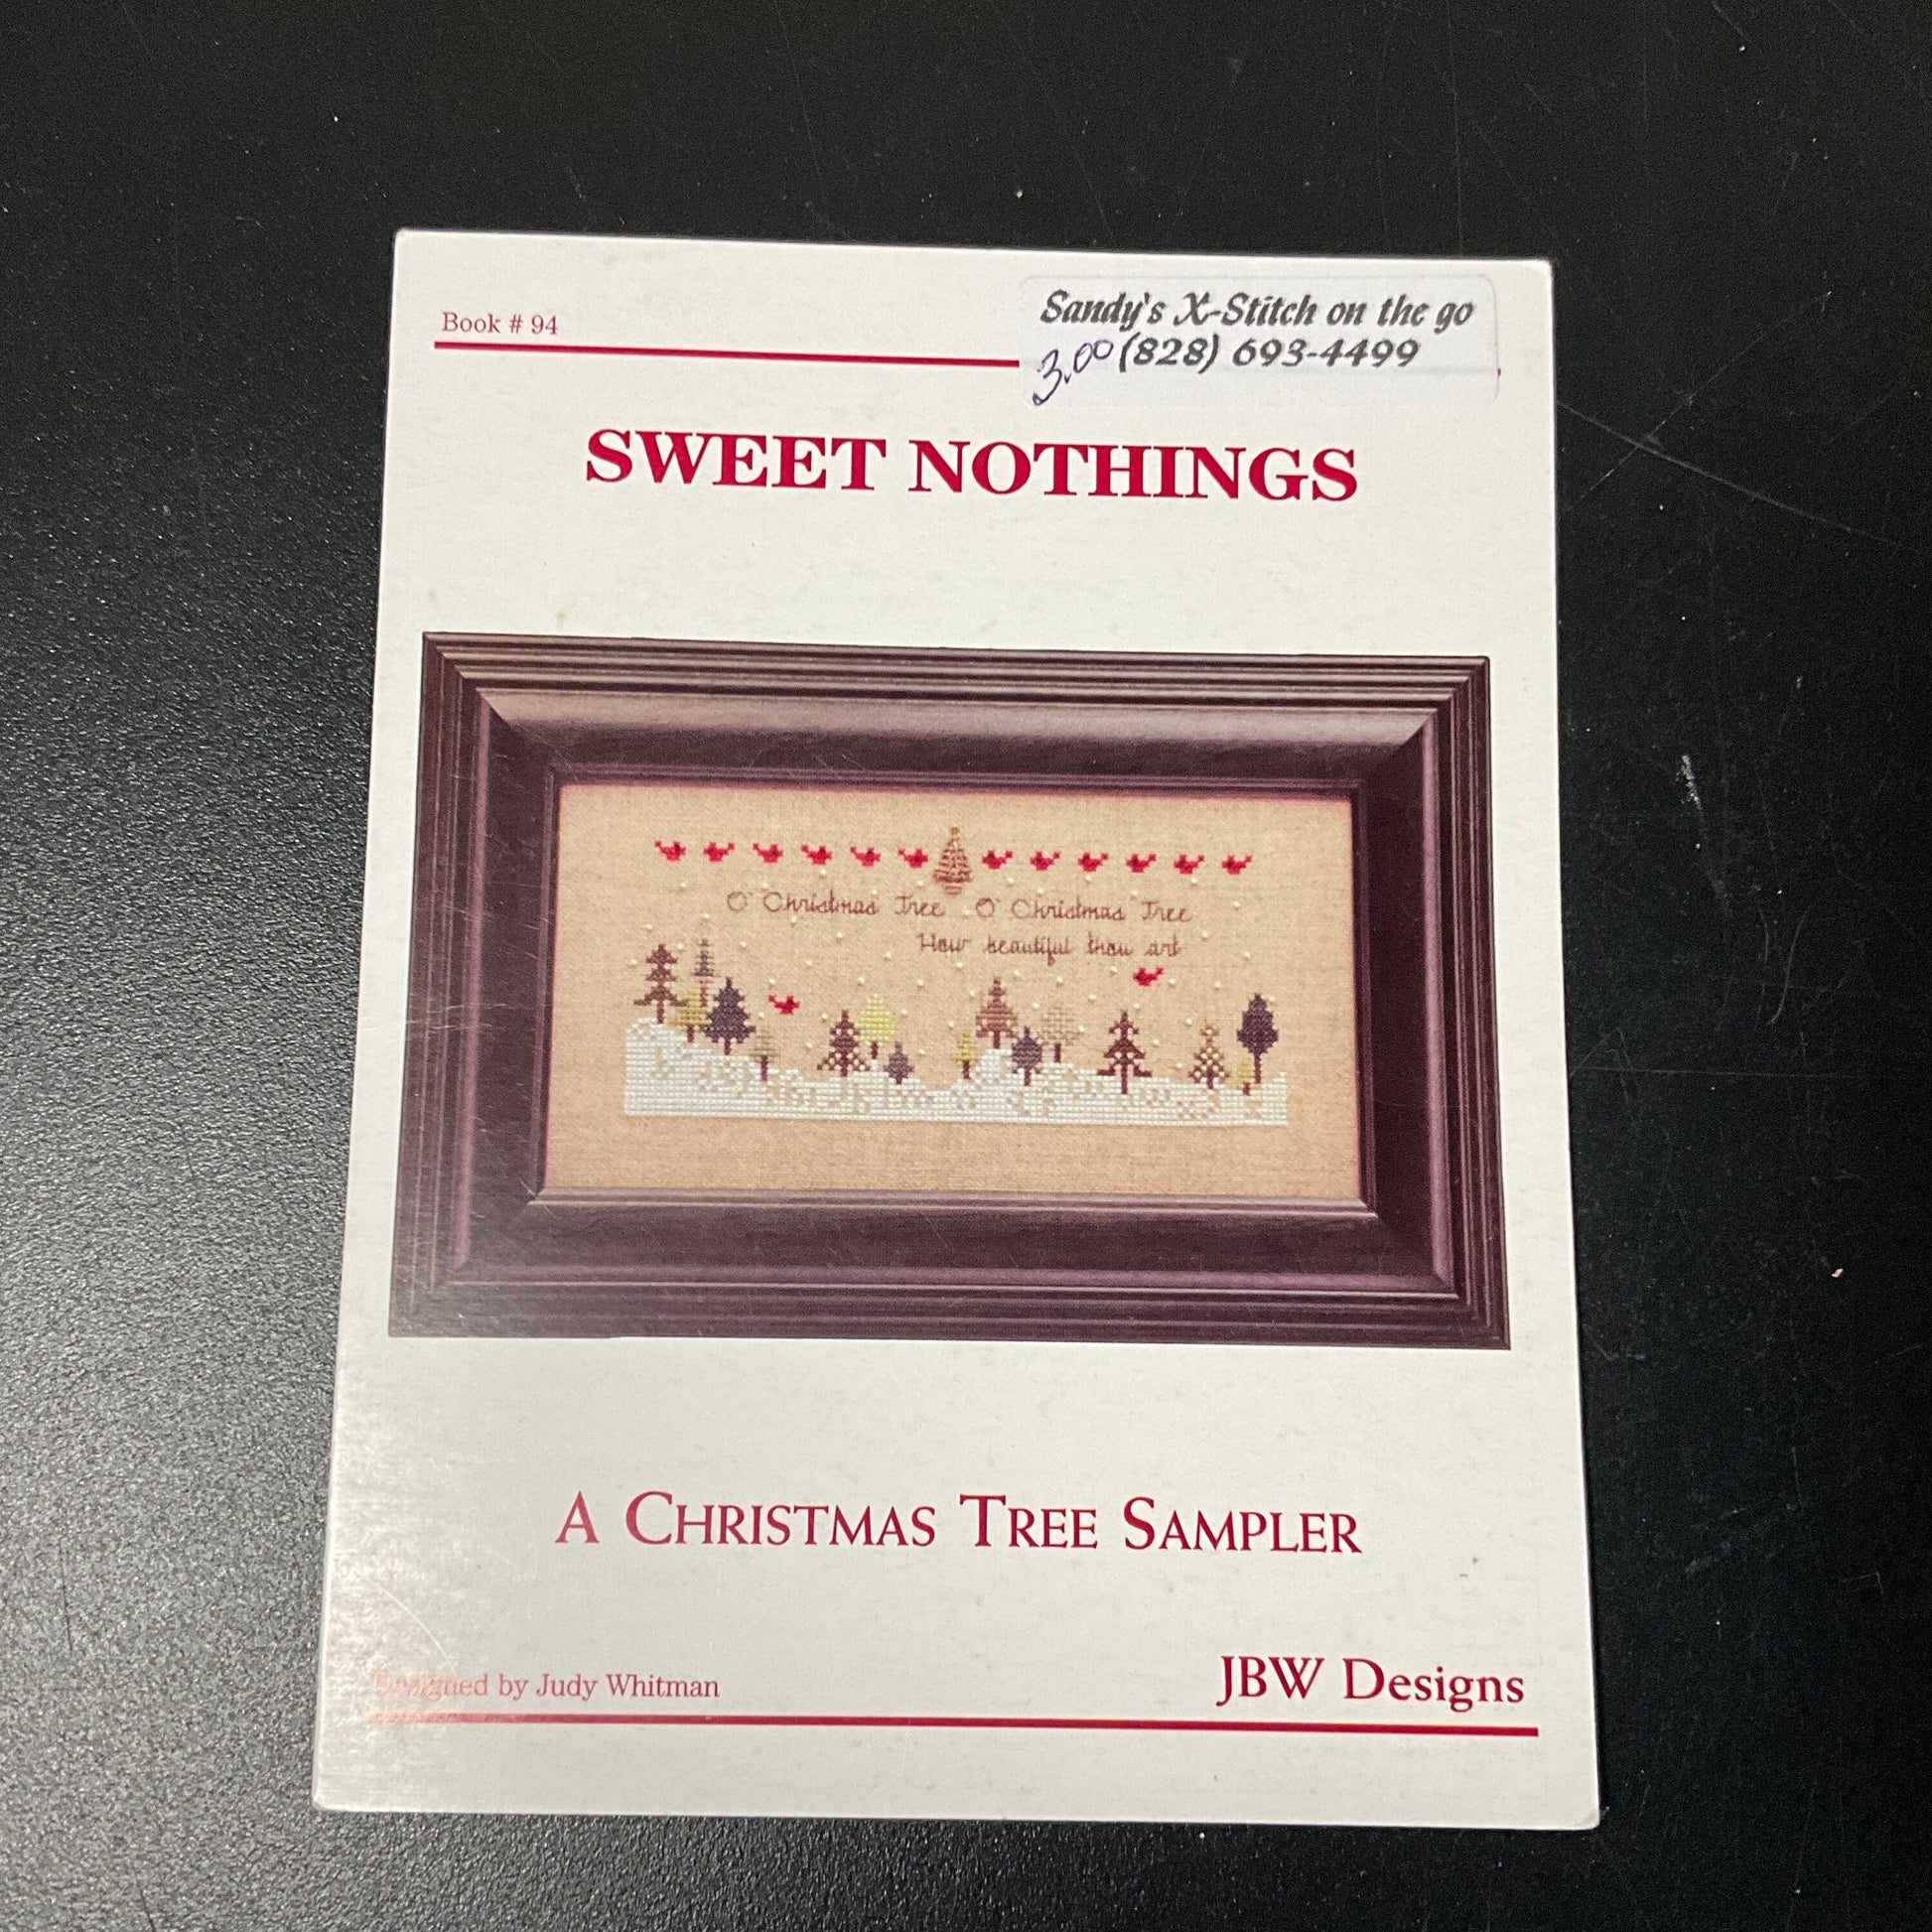 Book # 94
Sandy's X-Stitch on the go
3.00 (828) 693-4499
SWEET NOTHINGS
O' Christmas Tree O' Christmas Tree
How beautiful thou art
A CHRISTMAS TREE SAMPLER
Designed by Judy Whitman
JBW Designs